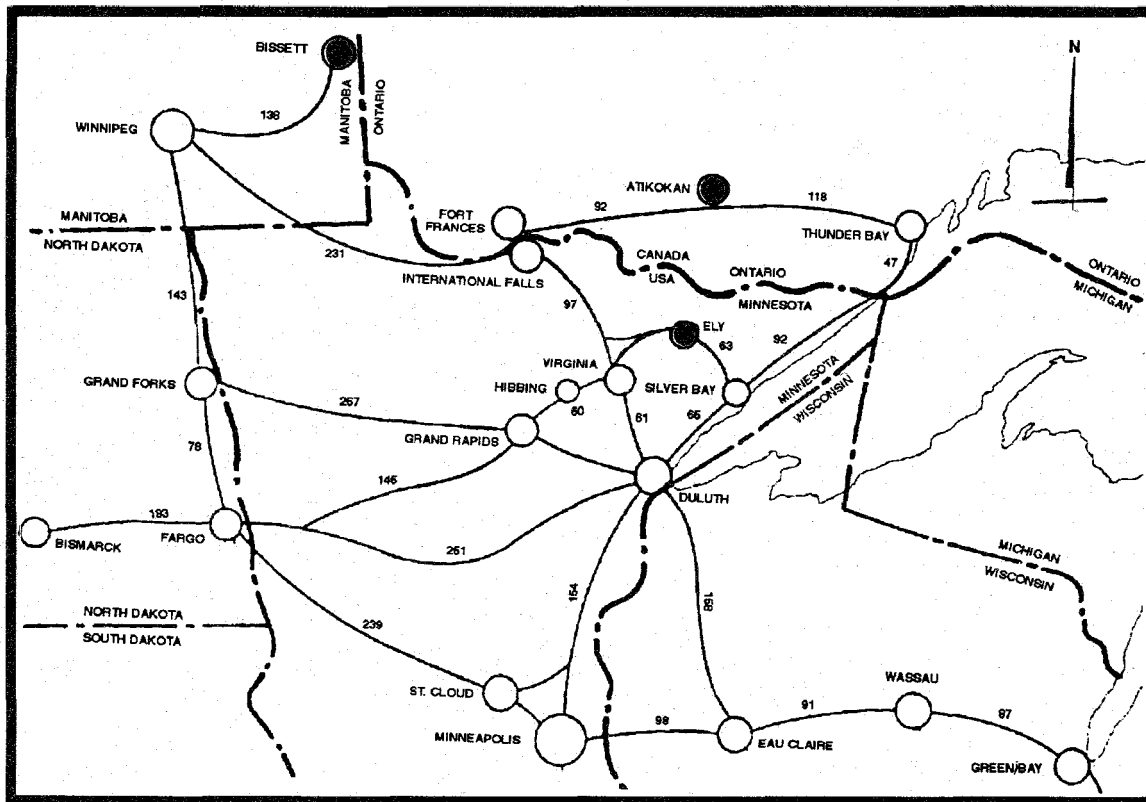 BISSETT
N
138
MANITOBA
ONTARIO
WINNIPEG
ATIKOKAN
MANITOBA
NORTH DAKOTA
FORT
FRANCES
92
118
THUNDER BAY
231
INTERNATIONAL FALLS
CANADA
USA
ONTARIO
MINNESOTA
47
ONTARIO
MICHIGAN
143
97
ELY
92
VIRGINIA
63
GRAND FORKS
HIBBING
SILVER BAY
MINNESOTA
WISCONSIN
267
60
61
65
GRAND RAPIDS
78
146
DULUTH
193
BISMARCK
FARGO
251
MICHIGAN
WISCONSIN
154
158
NORTH DAKOTA
SOUTH DAKOTA
239
ST. CLOUD
WASSAU
MINNEAPOLIS
98
91
97
EAU CLAIRE
GREEN/BAY